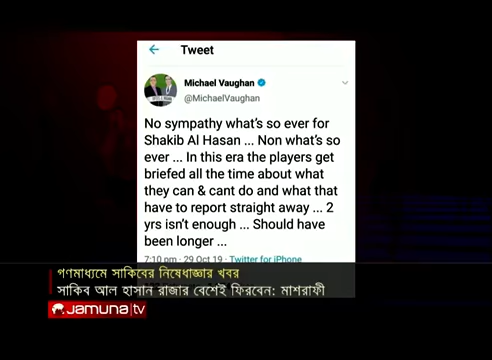 Tweet
Michael Vaughan
@MichaelVaughan
No sympathy what's so ever for
Shakib Al Hasan ... Non what's so
ever ... In this era the players get
briefed all the time about what
they can & cant do and what that
have to report straight away ... 2
yrs isn't enough ... Should have
been longer ...
7:10 pm · 29 Oct 19 · Twitter for iPhone
গণমাধ্যমে সাকিবের নিষেধাজ্ঞার খবর
সাকিব আল হাসান রাজার বেশেই ফিরবেন: মাশরাফী
Jamuna tv